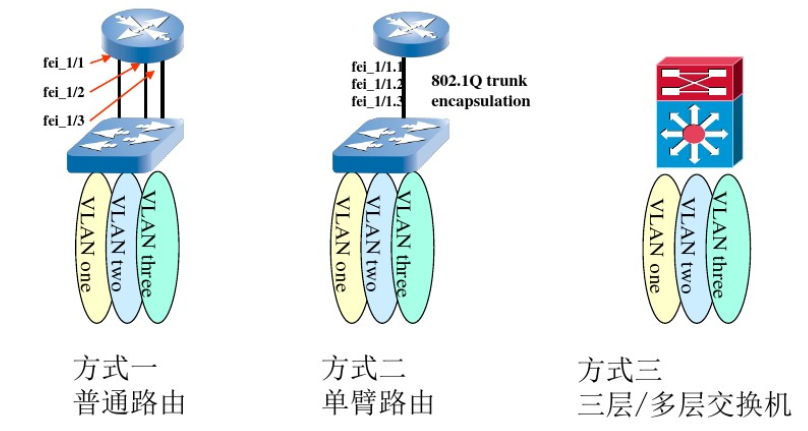 fei_1/1
fei_1/2
fei_1/3
VLAN one
VLAN two
VLAN three
方式一
普通路由
fei_1/1.1
fei_1/1.2
fei_1/1.3
802.1Q trunk
encapsulation
VLAN one
VLAN two
VLAN three
方式二
单臂路由
VLAN one
VLAN two
VLAN three
方式三
三层/多层交换机